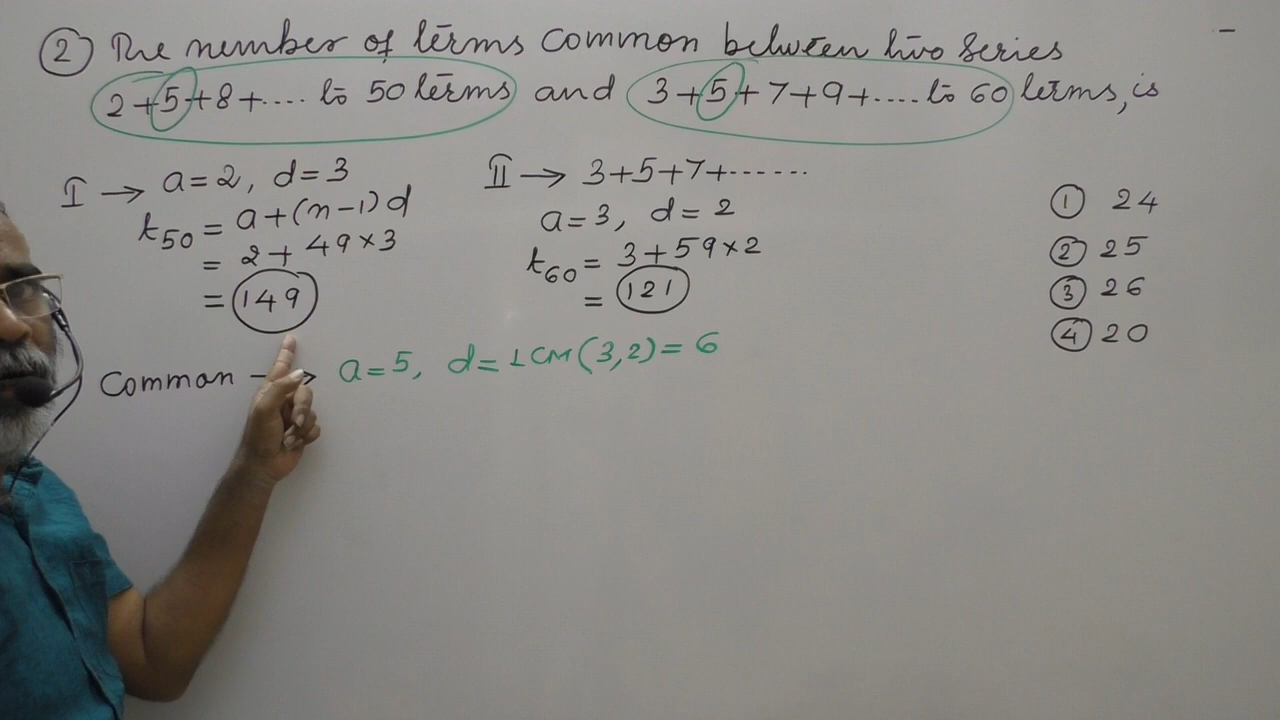 ② The number of terms common between two series
2+5+8+.... to 50 terms and 3+5+7+9+.... to 60 terms, is
I → a=2, d=3
t₅₀ = a+(n-1)d
= 2+49×3
= 149
II → 3+5+7+......
a=3, d=2
t₆₀ = 3+59×2
= 121
① 24
② 25
③ 26
④ 20
Common → a=5, d=LCM(3,2)=6